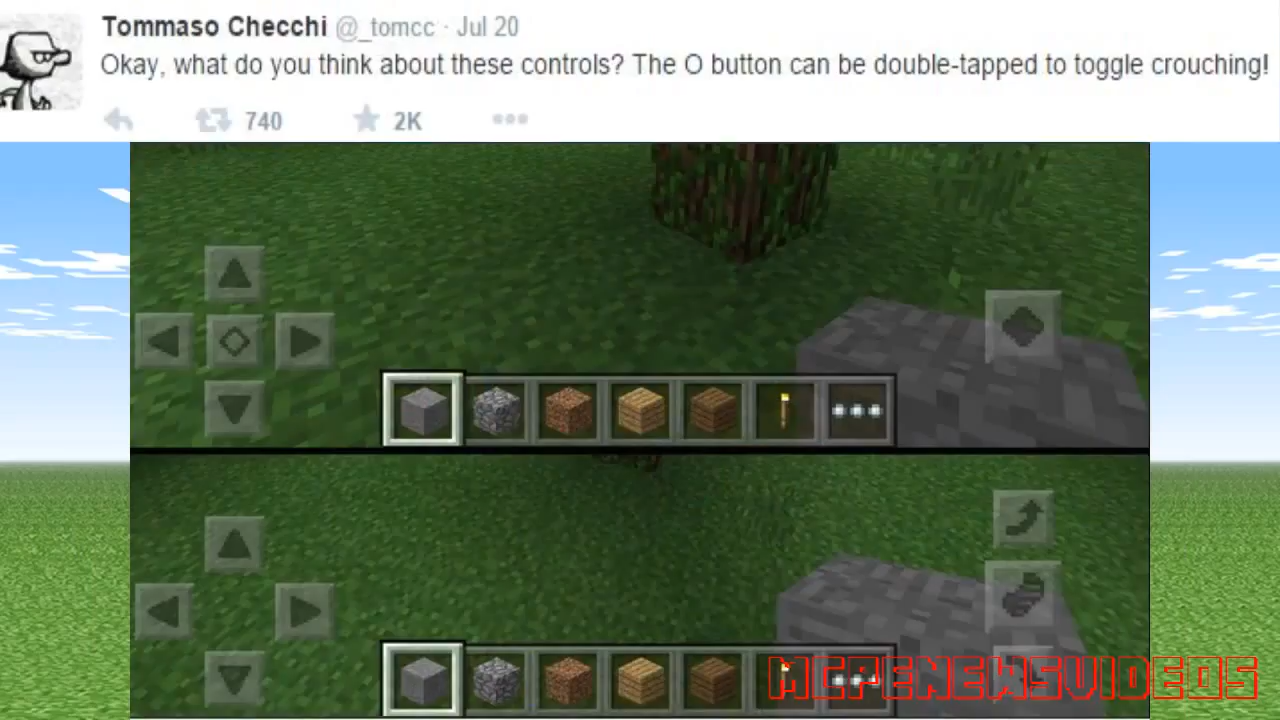 Tommaso Checchi @_tomcc · Jul 20
Okay, what do you think about these controls? The O button can be double-tapped to toggle crouching!
740 2K
MCPENEWSVIDEOS